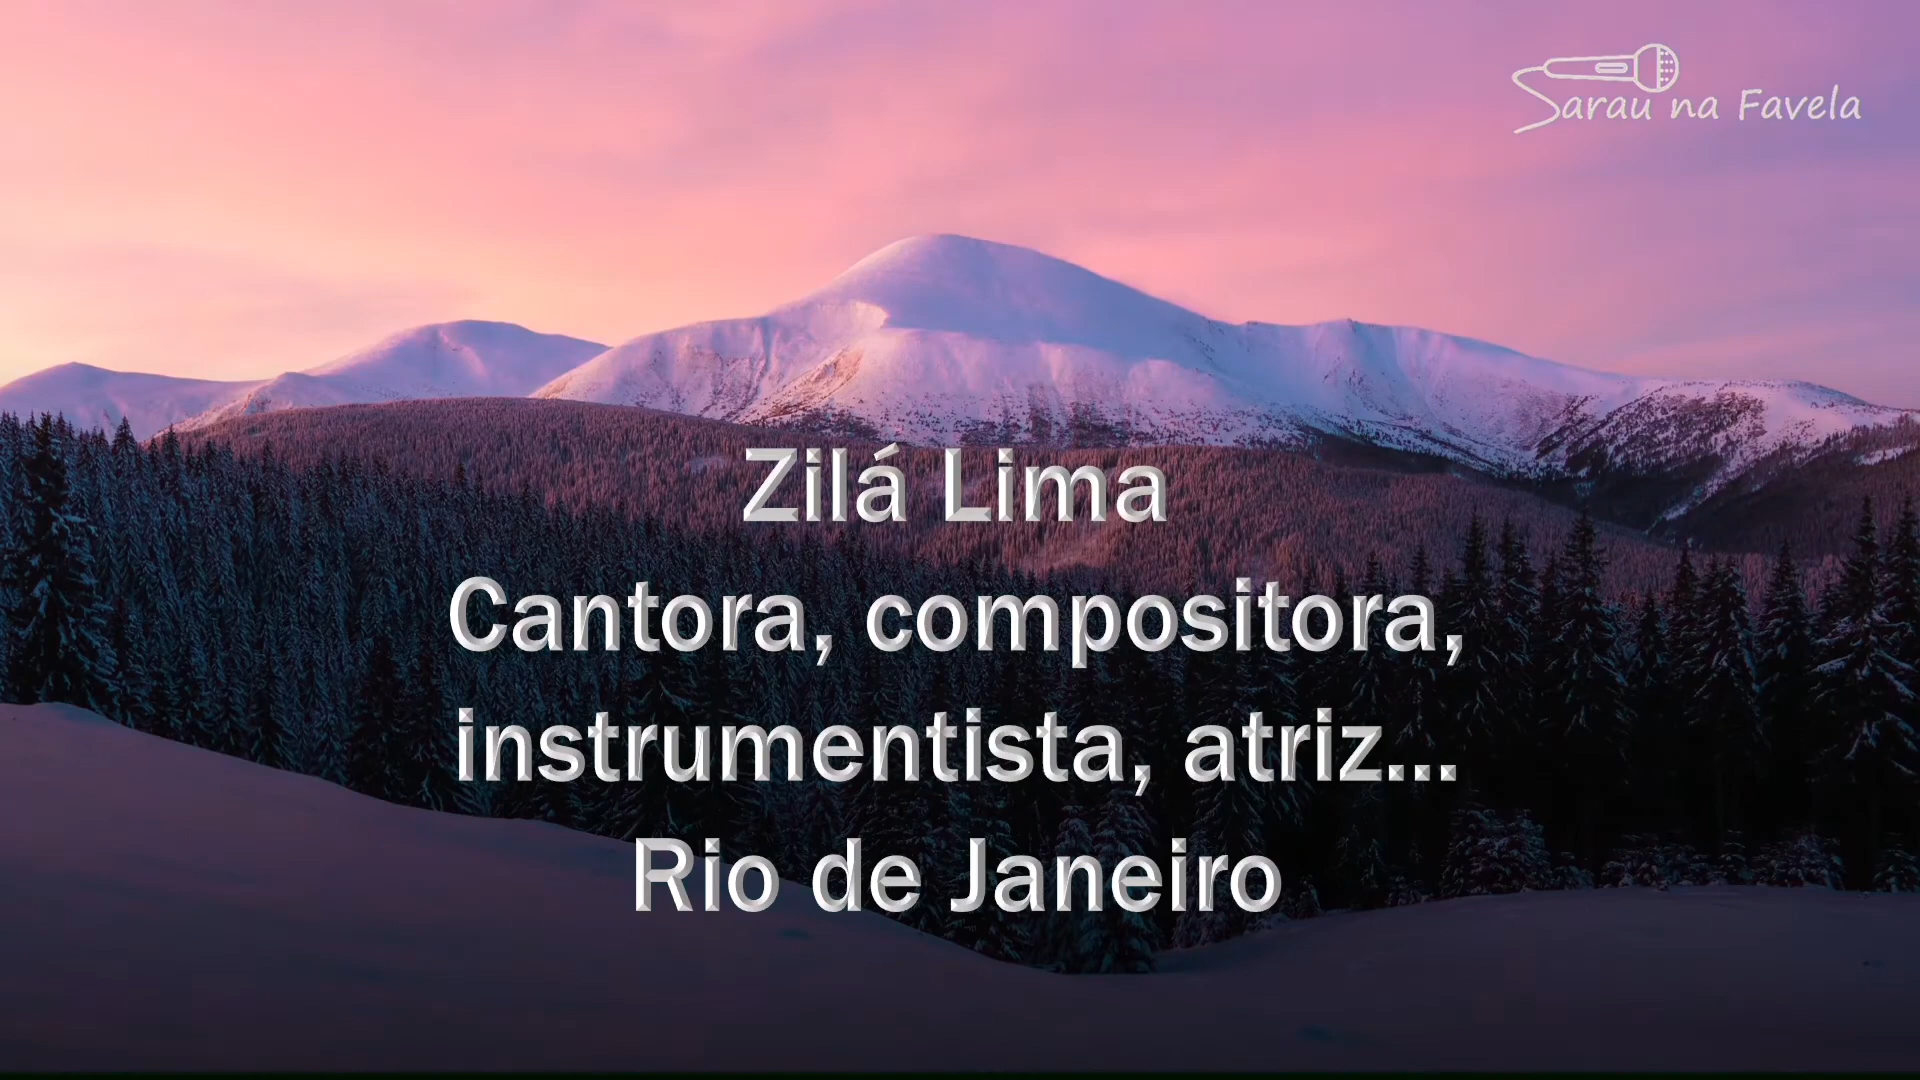 Sarau na Favela
Zilá Lima
Cantora, compositora,
instrumentista, atriz...
Rio de Janeiro